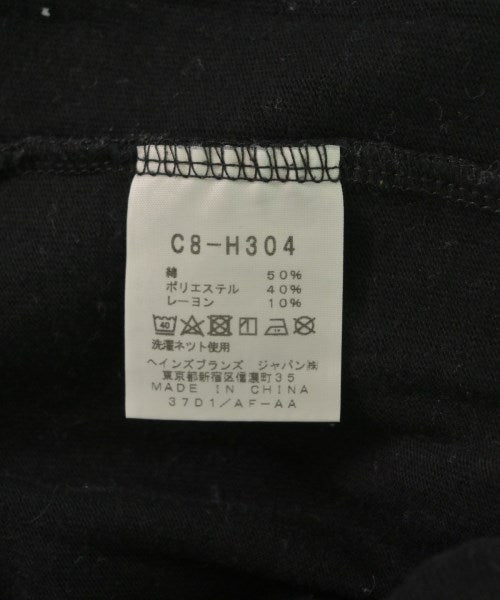 C8-H304
綿 50%
ポリエステル 40%
レーヨン 10%
40
洗濯ネット使用
ヘインズブランズ ジャパン㈱
東京都新宿区信濃町35
MADE IN CHINA
37D1/AF-AA